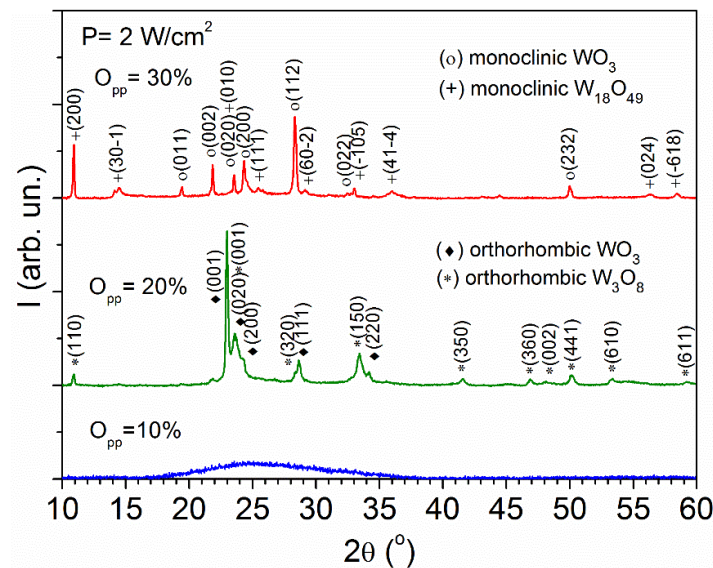 P= 2 W/cm²
O_pp = 30%
(o) monoclinic WO₃
(+) monoclinic W₁₈O₄₉
+(200)
+(30-1)
o(011)
o(002)
o(020)+(010)
o(200)
+(111)
o(112)
+(60-2)
o(022)
+(-105)
+(41-4)
o(232)
+(024)
+(-618)
O_pp = 20%
(♦) orthorhombic WO₃
(*) orthorhombic W₃O₈
*(110)
♦(001)
♦(020)*(001)
♦(200)
*(320)
♦(111)
*(150)
♦(220)
*(350)
*(360)
*(002)
*(441)
*(610)
*(611)
O_pp=10%
I (arb. un.)
10 15 20 25 30 35 40 45 50 55 60
2θ (°)